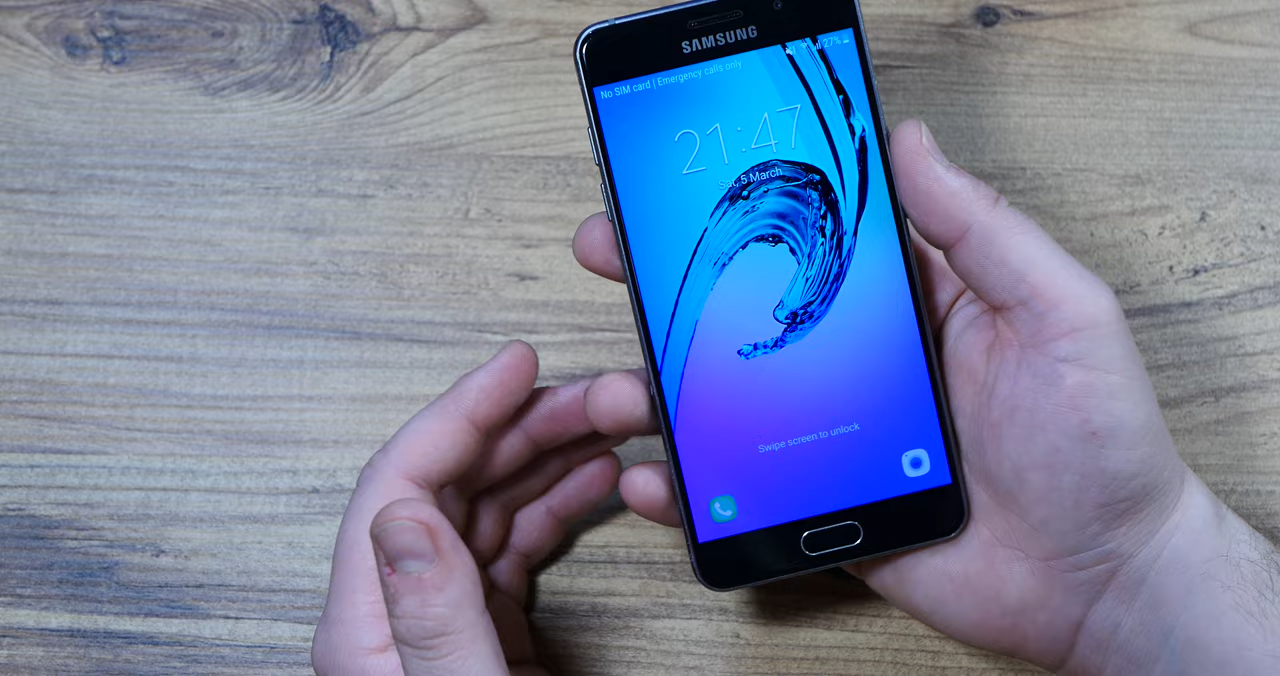 SAMSUNG
27%
No SIM card | Emergency calls only
21:47
Sat, 5 March
Swipe screen to unlock